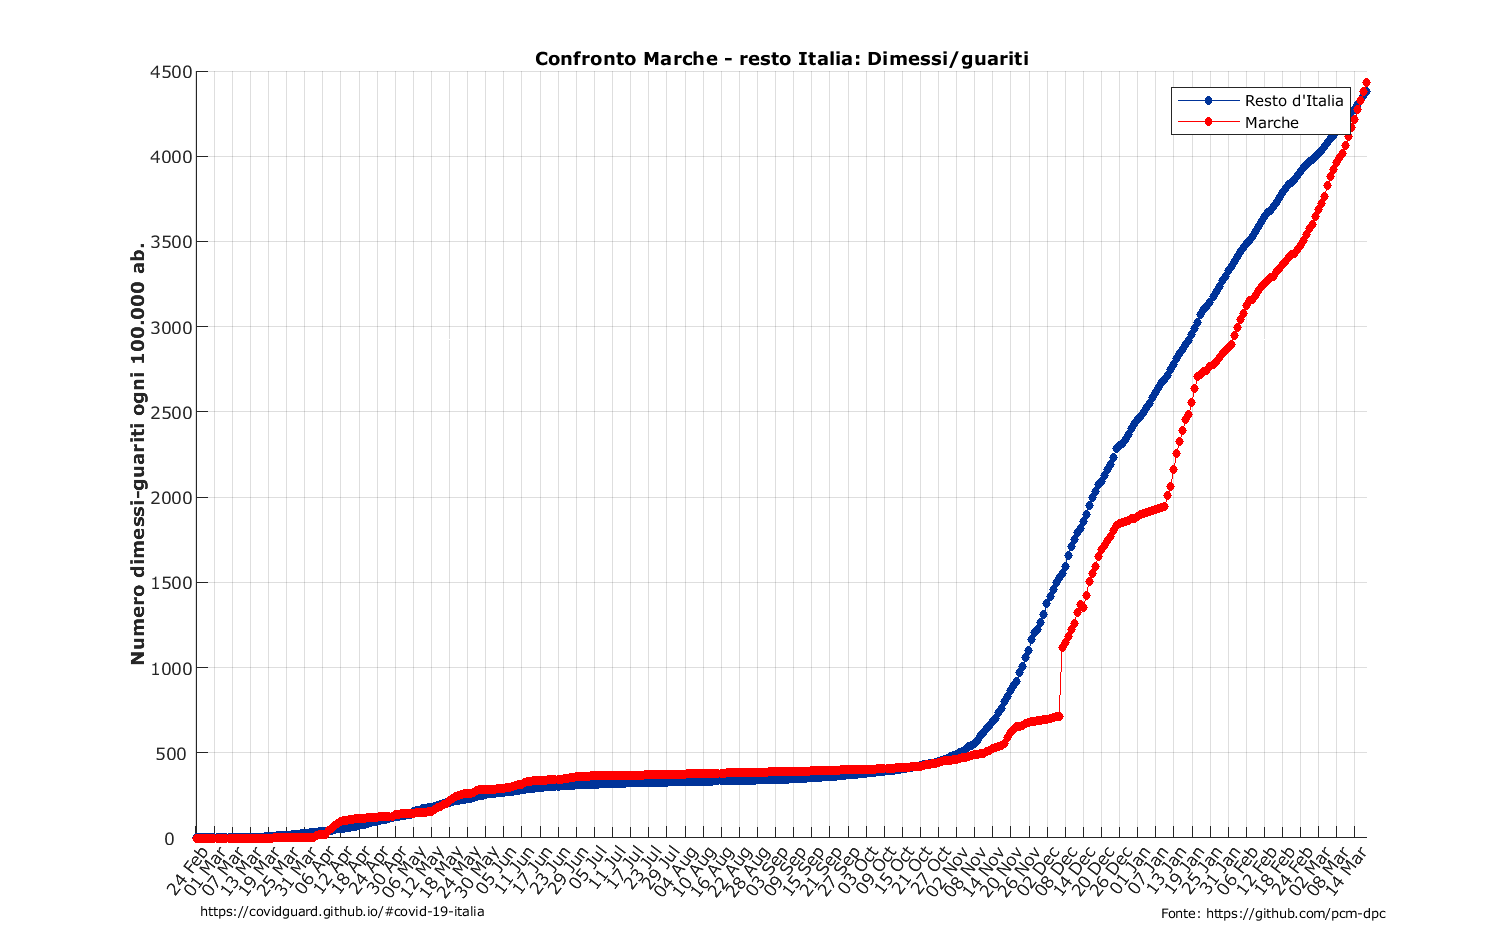 Confronto Marche - resto Italia: Dimessi/guariti
Numero dimessi-guariti ogni 100.000 ab.
4500
4000
3500
3000
2500
2000
1500
1000
500
0
Resto d'Italia
Marche
24 Feb
01 Mar
07 Mar
13 Mar
19 Mar
25 Mar
31 Mar
06 Apr
12 Apr
18 Apr
24 Apr
30 Apr
06 May
12 May
18 May
24 May
30 May
05 Jun
11 Jun
17 Jun
23 Jun
29 Jun
05 Jul
11 Jul
17 Jul
23 Jul
29 Jul
04 Aug
10 Aug
16 Aug
22 Aug
28 Aug
03 Sep
09 Sep
15 Sep
21 Sep
27 Sep
03 Oct
09 Oct
15 Oct
21 Oct
27 Oct
02 Nov
08 Nov
14 Nov
20 Nov
26 Nov
02 Dec
08 Dec
14 Dec
20 Dec
26 Dec
01 Jan
07 Jan
13 Jan
19 Jan
25 Jan
31 Jan
06 Feb
12 Feb
18 Feb
24 Feb
02 Mar
08 Mar
14 Mar
https://covidguard.github.io/#covid-19-italia
Fonte: https://github.com/pcm-dpc